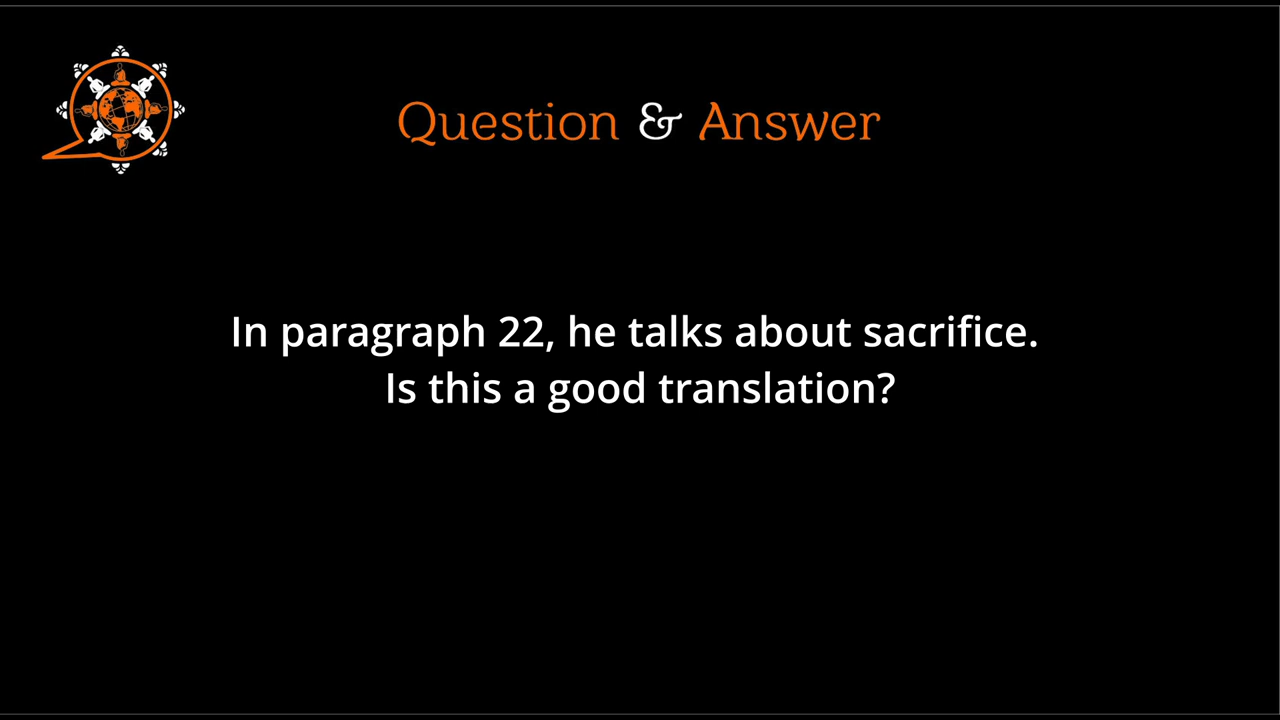 Question & Answer
In paragraph 22, he talks about sacrifice.
Is this a good translation?